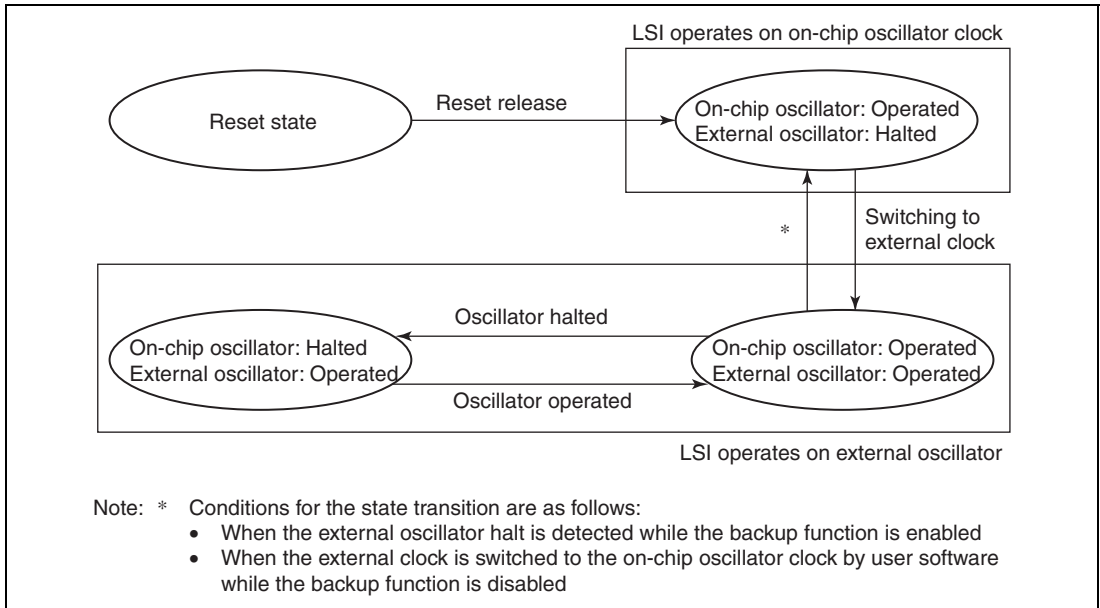 LSI operates on on-chip oscillator clock
Reset state
Reset release
On-chip oscillator: Operated
External oscillator: Halted
*
Switching to
external clock
On-chip oscillator: Halted
External oscillator: Operated
Oscillator halted
Oscillator operated
On-chip oscillator: Operated
External oscillator: Operated
LSI operates on external oscillator
Note: * Conditions for the state transition are as follows:
• When the external oscillator halt is detected while the backup function is enabled
• When the external clock is switched to the on-chip oscillator clock by user software
while the backup function is disabled